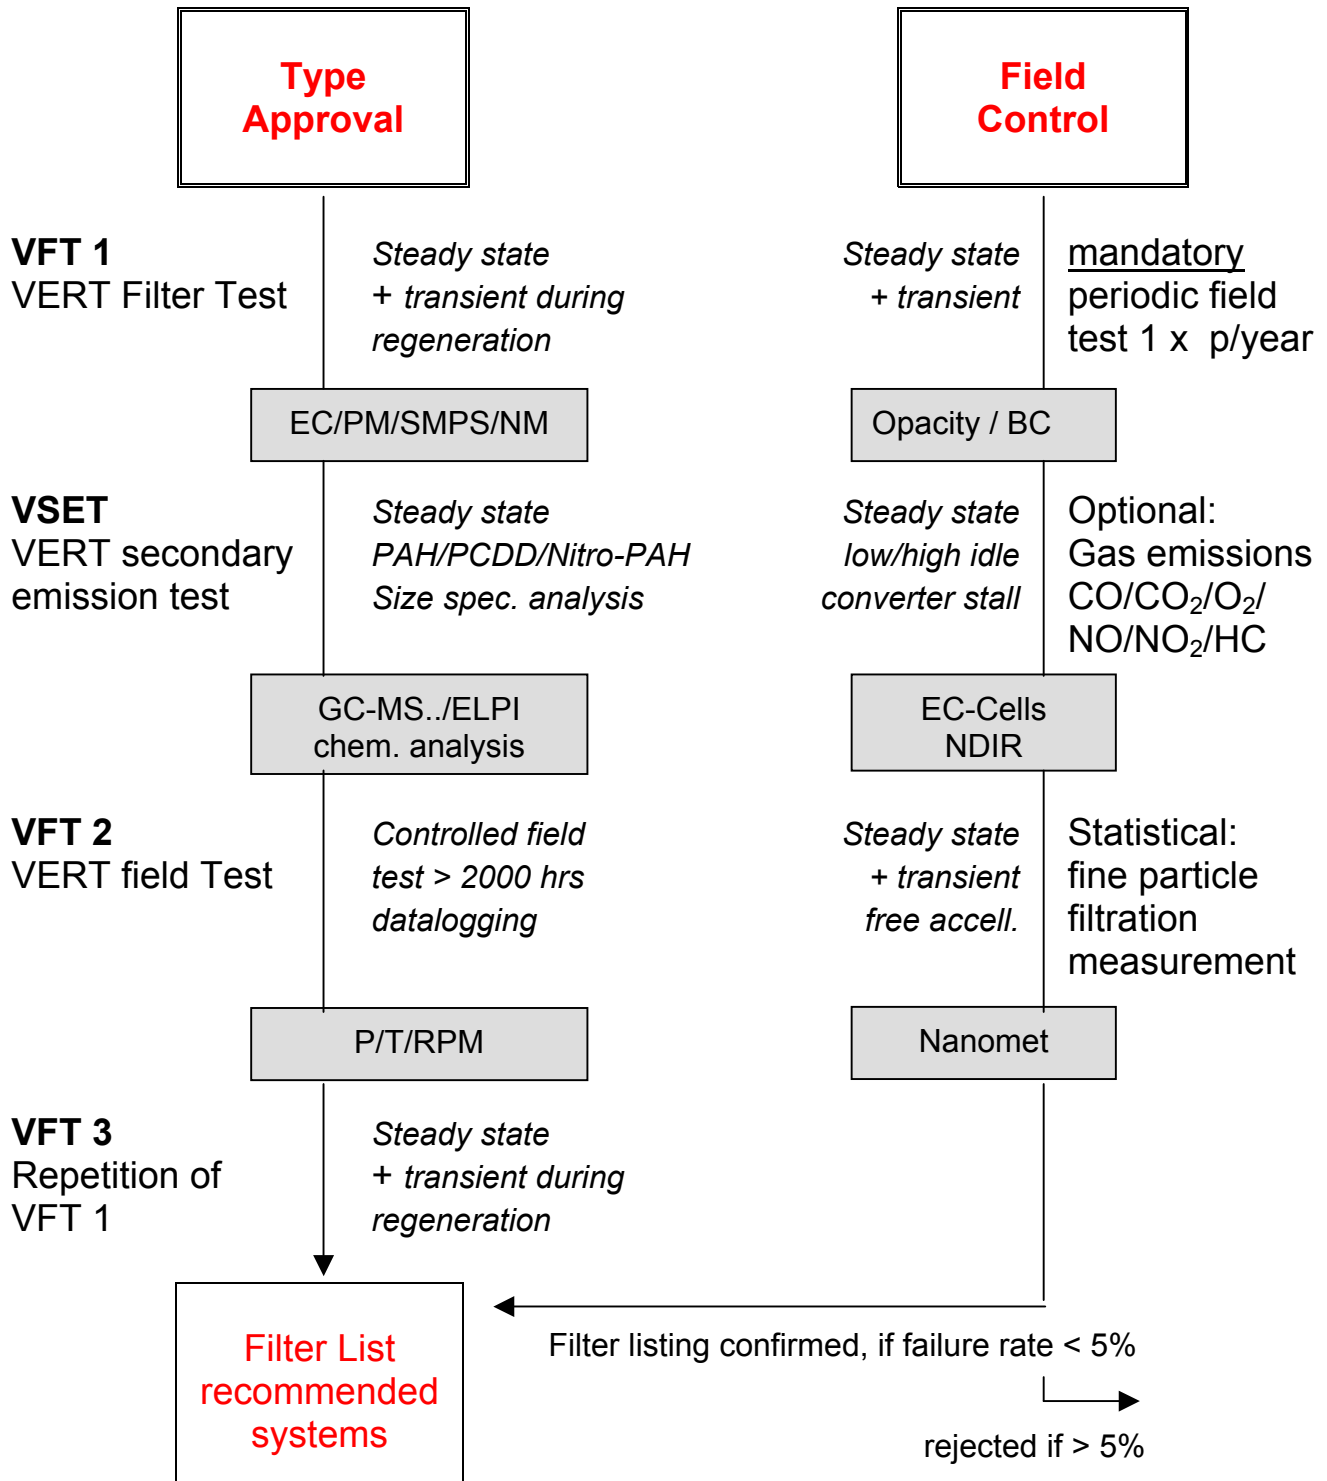 Type
Approval
Field
Control
VFT 1
VERT Filter Test
Steady state
+ transient during
regeneration
Steady state
+ transient
mandatory
periodic field
test 1 x p/year
EC/PM/SMPS/NM
Opacity / BC
VSET
VERT secondary
emission test
Steady state
PAH/PCDD/Nitro-PAH
Size spec. analysis
Steady state
low/high idle
converter stall
Optional:
Gas emissions
CO/CO₂/O₂/
NO/NO₂/HC
GC-MS../ELPI
chem. analysis
EC-Cells
NDIR
VFT 2
VERT field Test
Controlled field
test > 2000 hrs
datalogging
Steady state
+ transient
free accell.
Statistical:
fine particle
filtration
measurement
P/T/RPM
Nanomet
VFT 3
Repetition of
VFT 1
Steady state
+ transient during
regeneration
Filter List
recommended
systems
Filter listing confirmed, if failure rate < 5%
rejected if > 5%